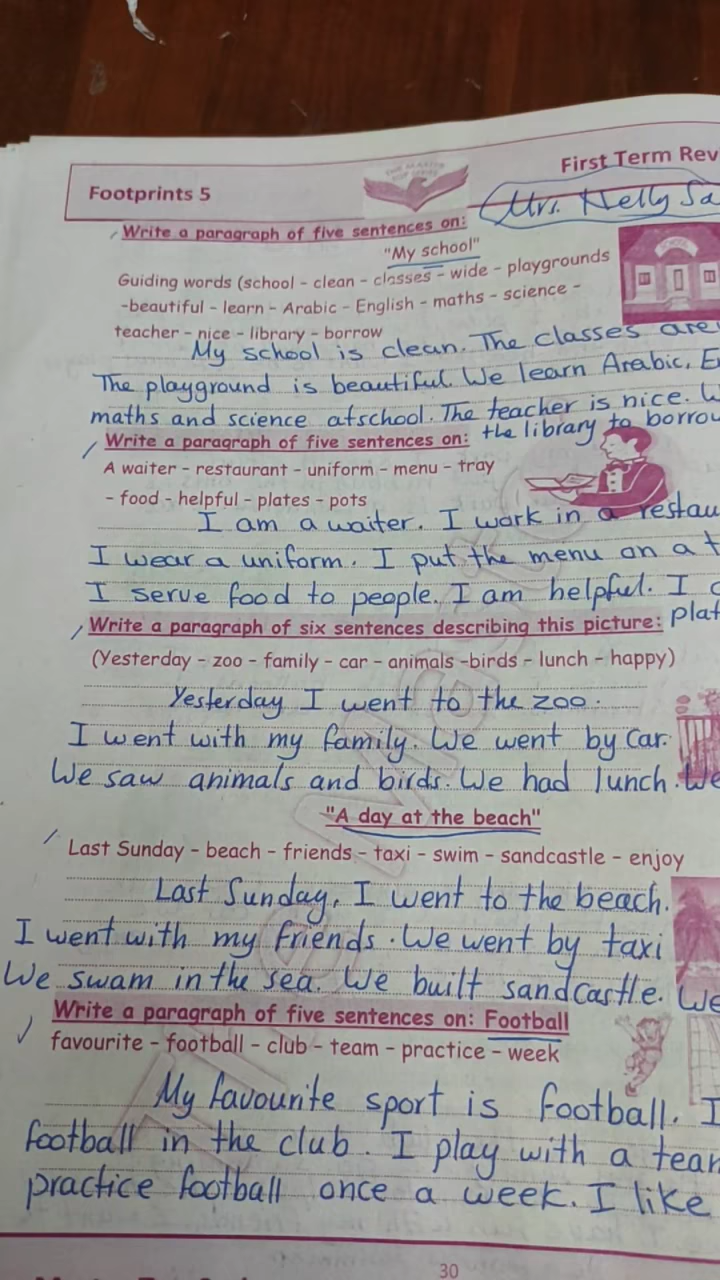 First Term Rev
Footprints 5
Mrs. Nelly Sa
Write a paragraph of five sentences on:
"My school"
Guiding words (school - clean - classes - wide - playgrounds
-beautiful - learn - Arabic - English - maths - science -
teacher - nice - library - borrow
SCHOOL
My school is clean. The classes are
The playground is beautiful. We learn Arabic, E
maths and science at school. The teacher is nice. W
the library to borrow
Write a paragraph of five sentences on:
A waiter - restaurant - uniform - menu - tray
- food - helpful - plates - pots
I am a waiter. I work in a restau
I wear a uniform. I put the menu on a t
I serve food to people. I am helpful. I c
plat
Write a paragraph of six sentences describing this picture:
(Yesterday - zoo - family - car - animals -birds - lunch - happy)
Yesterday I went to the zoo.
I went with my family. We went by car.
We saw animals and birds. We had lunch. We
"A day at the beach"
Last Sunday - beach - friends - taxi - swim - sandcastle - enjoy
Last Sunday, I went to the beach.
I went with my friends. We went by taxi
We swam in the sea. We built sandcastle. We
Write a paragraph of five sentences on: Football
favourite - football - club - team - practice - week
My favourite sport is football. I
football in the club. I play with a team
practice football once a week. I like
30